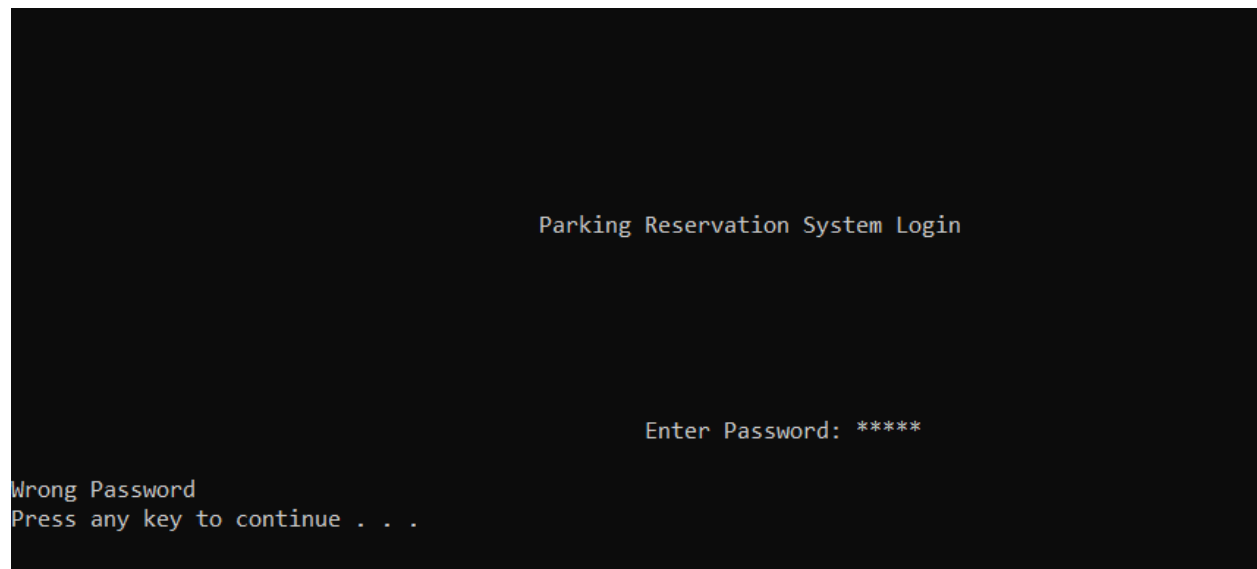 Parking Reservation System Login
Enter Password: *****
Wrong Password
Press any key to continue . . .